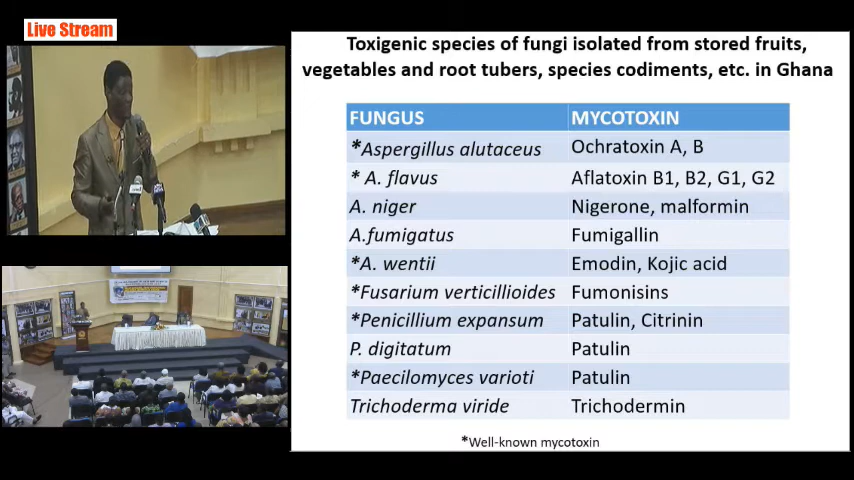 Live Stream
Toxigenic species of fungi isolated from stored fruits,
vegetables and root tubers, species codiments, etc. in Ghana
FUNGUS MYCOTOXIN
*Aspergillus alutaceus Ochratoxin A, B
* A. flavus Aflatoxin B1, B2, G1, G2
A. niger Nigerone, malformin
A.fumigatus Fumigallin
*A. wentii Emodin, Kojic acid
*Fusarium verticillioides Fumonisins
*Penicillium expansum Patulin, Citrinin
P. digitatum Patulin
*Paecilomyces varioti Patulin
Trichoderma viride Trichodermin
*Well-known mycotoxin